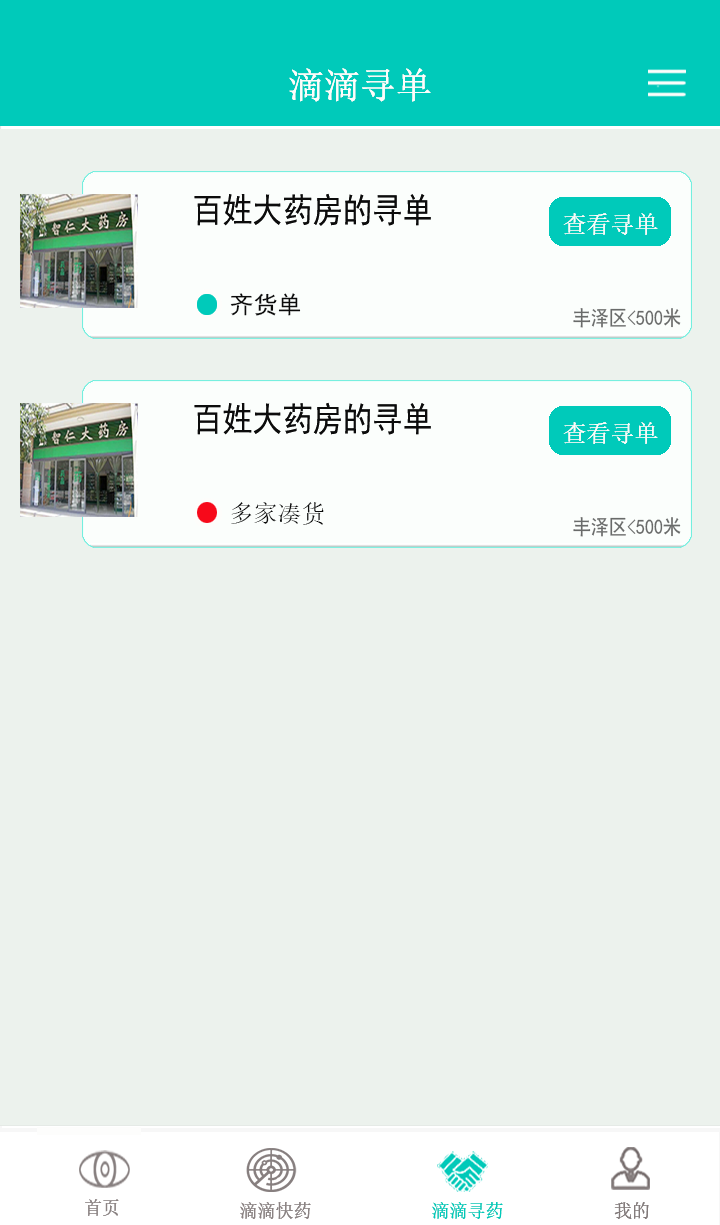 滴滴寻单
百姓大药房的寻单
查看寻单
智仁大药房
齐货单
丰泽区<500米
百姓大药房的寻单
查看寻单
智仁大药房
多家凑货
丰泽区<500米
首页
滴滴快药
滴滴寻药
我的